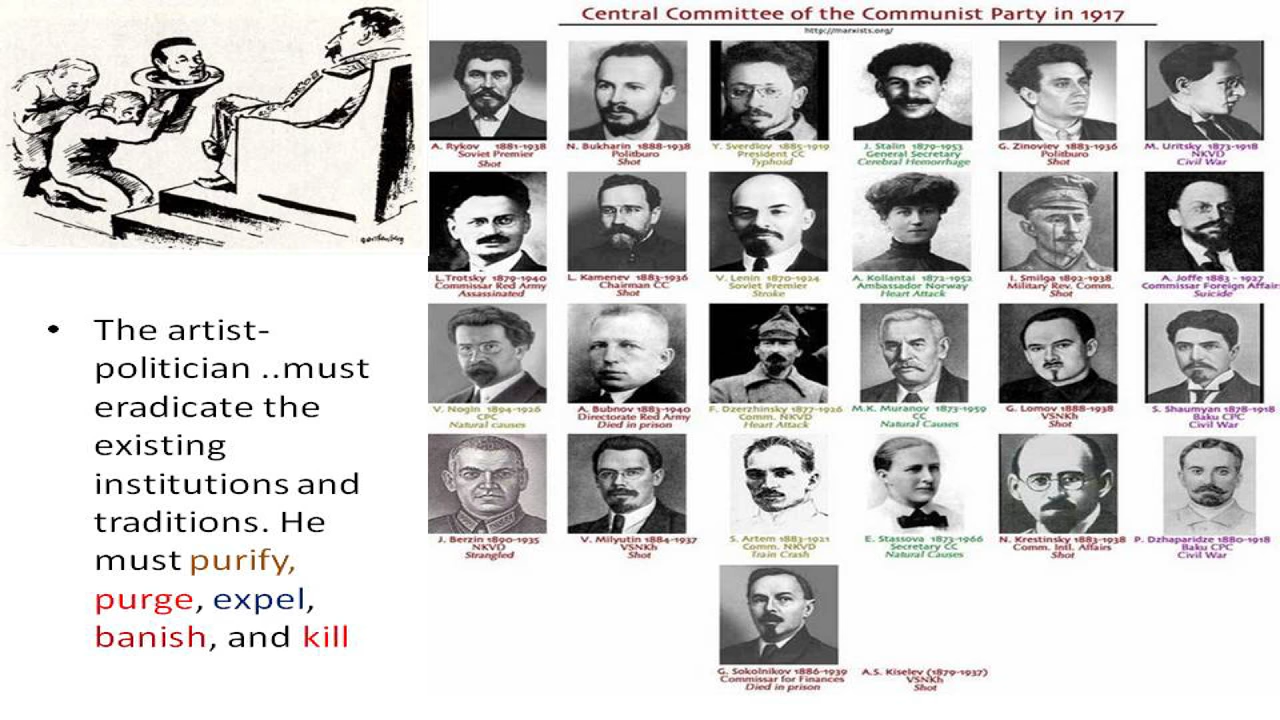 Central Committee of the Communist Party in 1917
http://marxists.org/
A. Rykov 1881-1938
Soviet Premier
Shot
N. Bukharin 1888-1938
Politburo
Shot
Y. Sverdlov 1885-1919
President CC
Typhoid
J. Stalin 1879-1953
General Secretary
Cerebral Hemorrhage
G. Zinoviev 1883-1936
Politburo
Shot
M. Uritsky 1873-1918
NKVD
Civil War
L.Trotsky 1879-1940
Commissar Red Army
Assassinated
L. Kamenev 1883-1936
Chairman CC
Shot
V. Lenin 1870-1924
Soviet Premier
Stroke
A. Kollantai 1872-1952
Ambassador Norway
Heart Attack
I. Smilga 1892-1938
Military Rev. Comm.
Shot
A. Joffe 1883 - 1927
Commissar Foreign Affair
Suicide
V. Nogin 1894-1926
CPC
Natural causes
A. Bubnov 1883-1940
Directorate Red Army
Died in prison
F. Dzerzhinsky 1877-1926
Comm. NKVD
Heart Attack
M.K. Muranov 1873-1959
CC
Natural Causes
G. Lomov 1888-1938
VSNKh
Shot
S. Shaumyan 1878-1918
Baku CPC
Civil War
J. Berzin 1890-1935
NKVD
Strangled
V. Milyutin 1884-1937
VSNKh
Shot
S. Artem 1883-1921
Comm. NKVD
Train Crash
E. Stassova 1873-1966
Secretary CC
Natural Causes
N. Krestinsky 1883-1938
Comm. Intl. Affairs
Shot
P. Dzhaparidze 1880-1918
Baku CPC
Civil War
G. Sokolnikov 1886-1939
Commissar for Finances
Died in prison
A.S. Kiselev (1879-1937)
VSNKh
Shot
• The artist-
politician ..must
eradicate the
existing
institutions and
traditions. He
must purify,
purge, expel,
banish, and kill